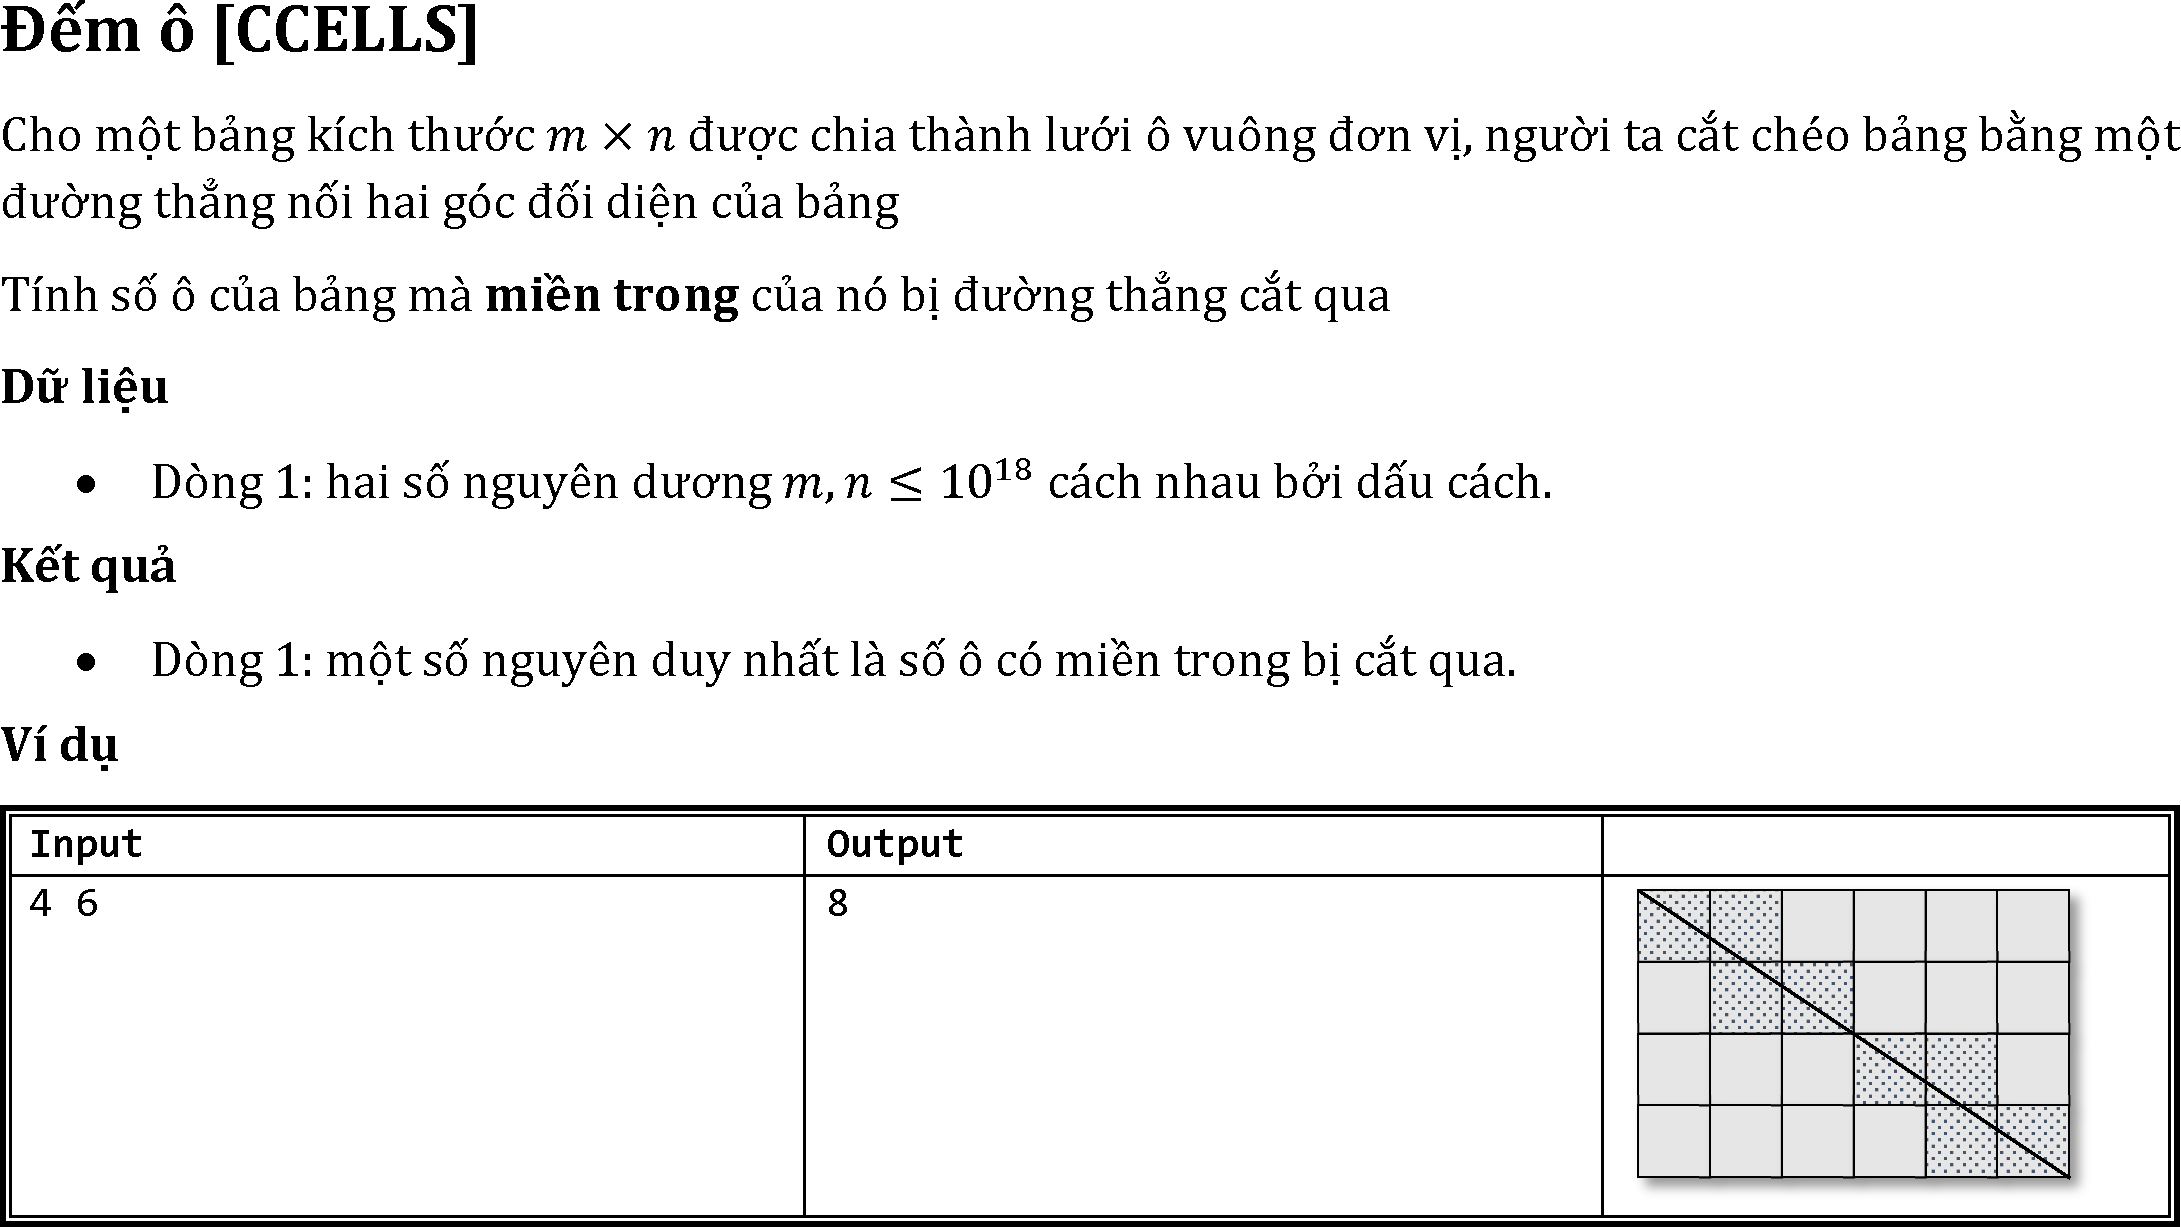 Đếm ô [CCELLS]
Cho một bảng kích thước m × n được chia thành lưới ô vuông đơn vị, người ta cắt chéo bảng bằng một
đường thẳng nối hai góc đối diện của bảng
Tính số ô của bảng mà miền trong của nó bị đường thẳng cắt qua
Dữ liệu
• Dòng 1: hai số nguyên dương m, n ≤ 10¹⁸ cách nhau bởi dấu cách.
Kết quả
• Dòng 1: một số nguyên duy nhất là số ô có miền trong bị cắt qua.
Ví dụ
Input Output
4 6 8